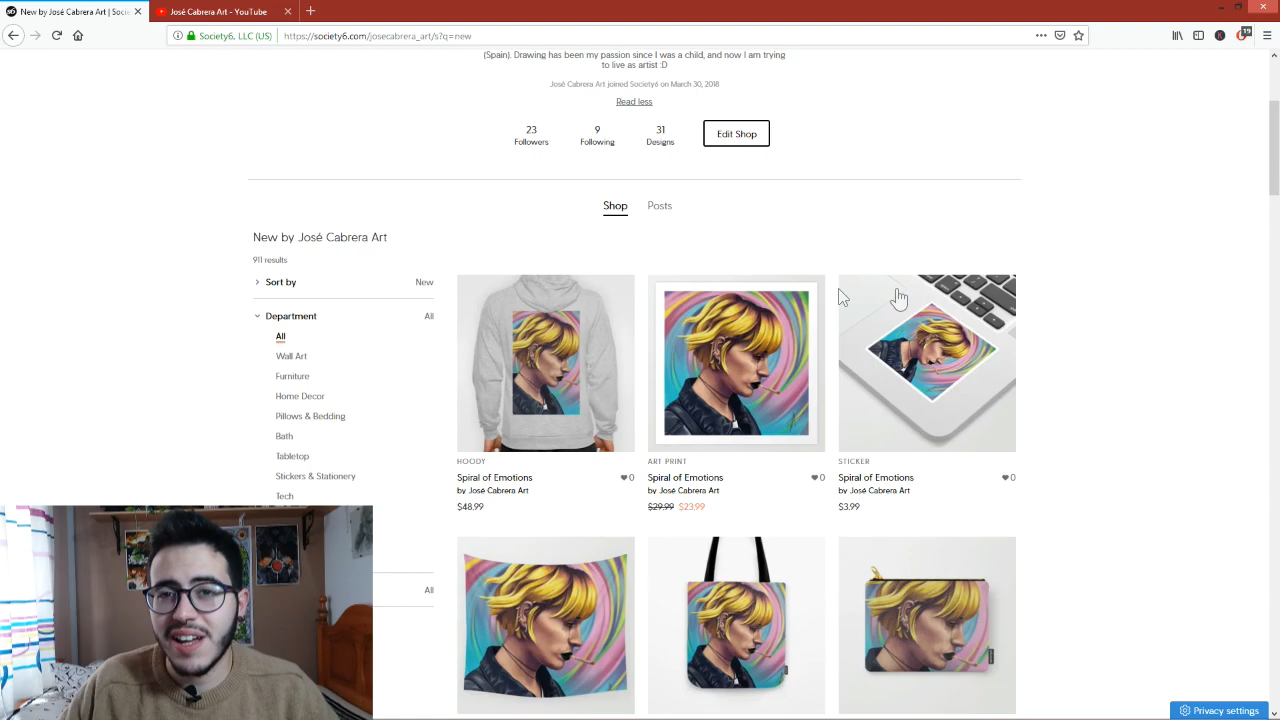 New by José Cabrera Art | Socie
José Cabrera Art - YouTube
Society6, LLC (US)
https://society6.com/josecabrera_art/s?q=new
19
(Spain). Drawing has been my passion since I was a child, and now I am trying
to live as artist :D
José Cabrera Art joined Society6 on March 30, 2018
Read less
23
9
31
Followers
Following
Designs
Edit Shop
Shop
Posts
New by José Cabrera Art
911 results
Sort by
New
Department
All
All
Wall Art
Furniture
Home Decor
Pillows & Bedding
Bath
Tabletop
Stickers & Stationery
Tech
All
HOODY
Spiral of Emotions
0
by José Cabrera Art
$48.99
ART PRINT
Spiral of Emotions
0
by José Cabrera Art
$29.99 $23.99
STICKER
Spiral of Emotions
0
by José Cabrera Art
$3.99
Privacy settings